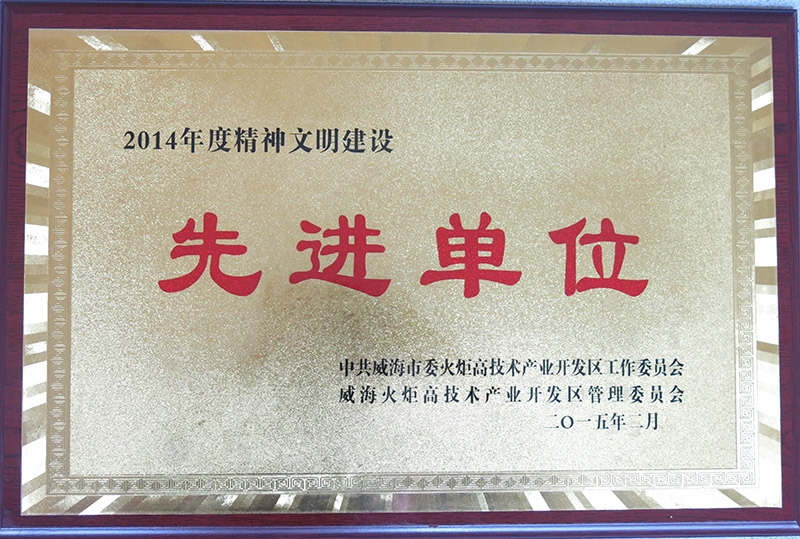 2014年度精神文明建设
先进单位
中共威海市委火炬高技术产业开发区工作委员会
威海火炬高技术产业开发区管理委员会
二〇一五年二月